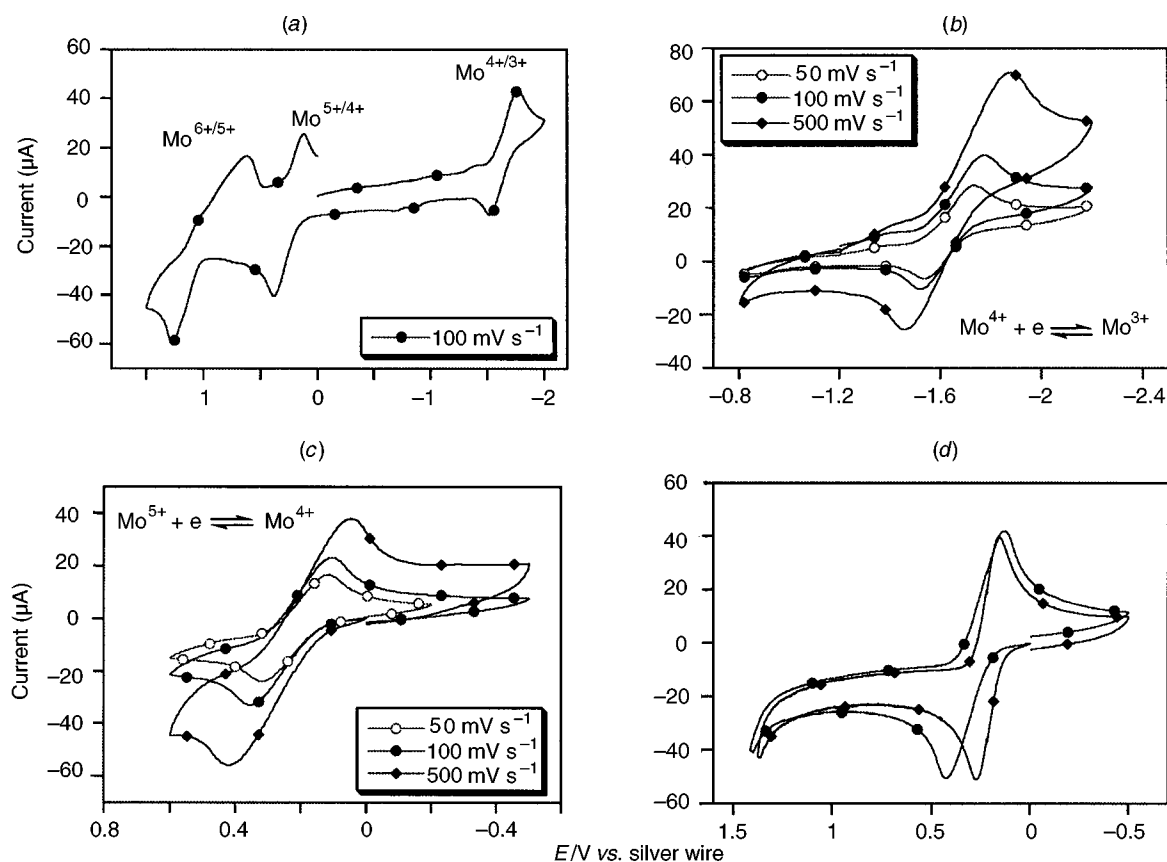 (a)
60
40
20
0
−20
−40
−60
Current (µA)
Mo6+/5+
Mo5+/4+
Mo4+/3+
100 mV s−1
1
0
−1
−2
(b)
80
60
40
20
0
−20
−40
50 mV s−1
100 mV s−1
500 mV s−1
Mo4+ + e ⇌ Mo3+
−0.8
−1.2
−1.6
−2
−2.4
(c)
40
20
0
−20
−40
−60
Current (µA)
Mo5+ + e ⇌ Mo4+
50 mV s−1
100 mV s−1
500 mV s−1
0.8
0.4
0
−0.4
(d)
60
40
20
0
−20
−40
−60
1.5
1
0.5
0
−0.5
E/V vs. silver wire